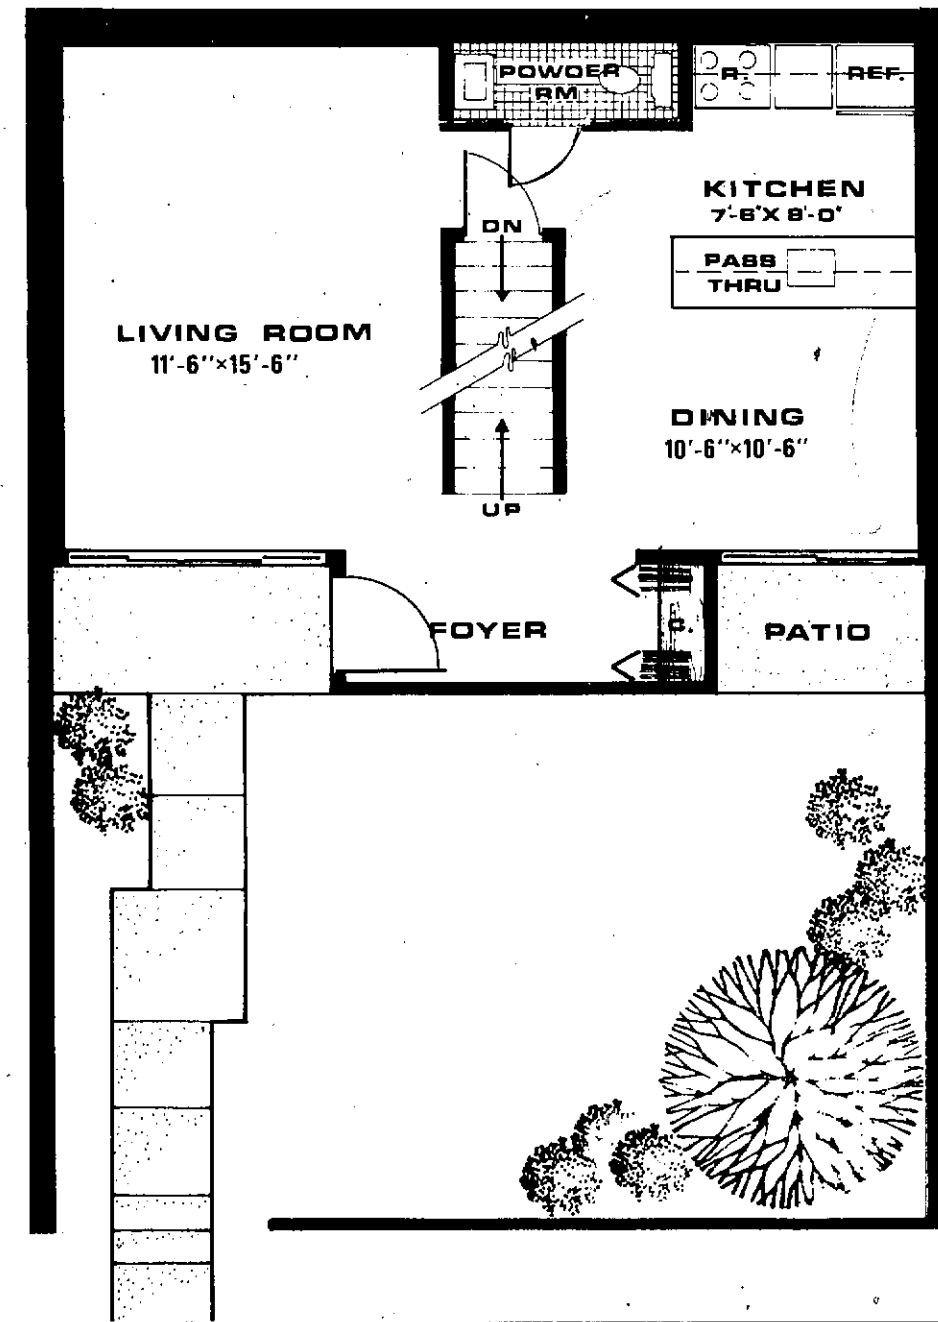 POWDER
RM
R.
REF.
KITCHEN
7'-6"X 8'-0"
DN
PASS
THRU
LIVING ROOM
11'-6''×15'-6''
DINING
10'-6''×10'-6''
UP
FOYER
C.
PATIO